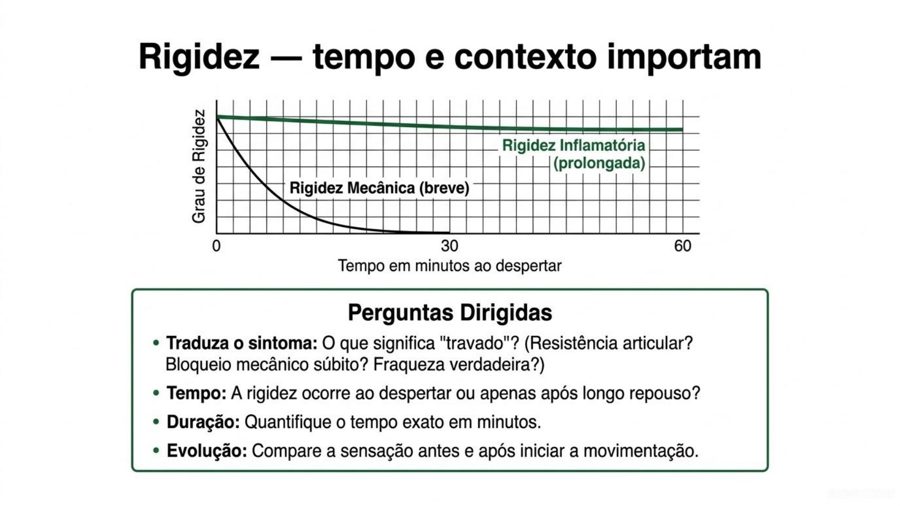 Rigidez — tempo e contexto importam
Grau de Rigidez
Rigidez Inflamatória
(prolongada)
Rigidez Mecânica (breve)
0 30 60
Tempo em minutos ao despertar
Perguntas Dirigidas
• Traduza o sintoma: O que significa "travado"? (Resistência articular?
Bloqueio mecânico súbito? Fraqueza verdadeira?)
• Tempo: A rigidez ocorre ao despertar ou apenas após longo repouso?
• Duração: Quantifique o tempo exato em minutos.
• Evolução: Compare a sensação antes e após iniciar a movimentação.